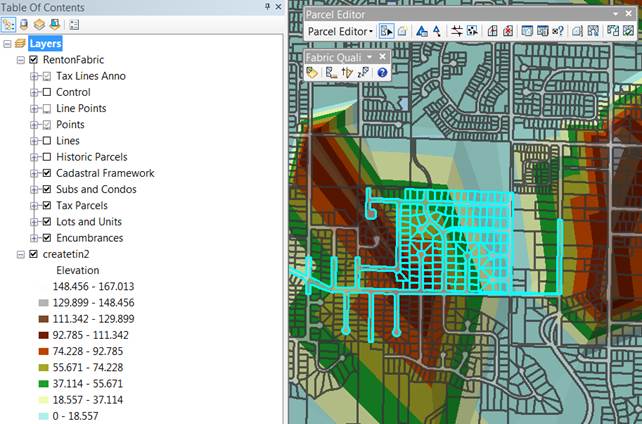 Table Of Contents
Layers
RentonFabric
Tax Lines Anno
Control
Line Points
Points
Lines
Historic Parcels
Cadastral Framework
Subs and Condos
Tax Parcels
Lots and Units
Encumbrances
createtin2
Elevation
148.456 - 167.013
129.899 - 148.456
111.342 - 129.899
92.785 - 111.342
74.228 - 92.785
55.671 - 74.228
37.114 - 55.671
18.557 - 37.114
0 - 18.557
Parcel Editor
Parcel Editor
Fabric Quali